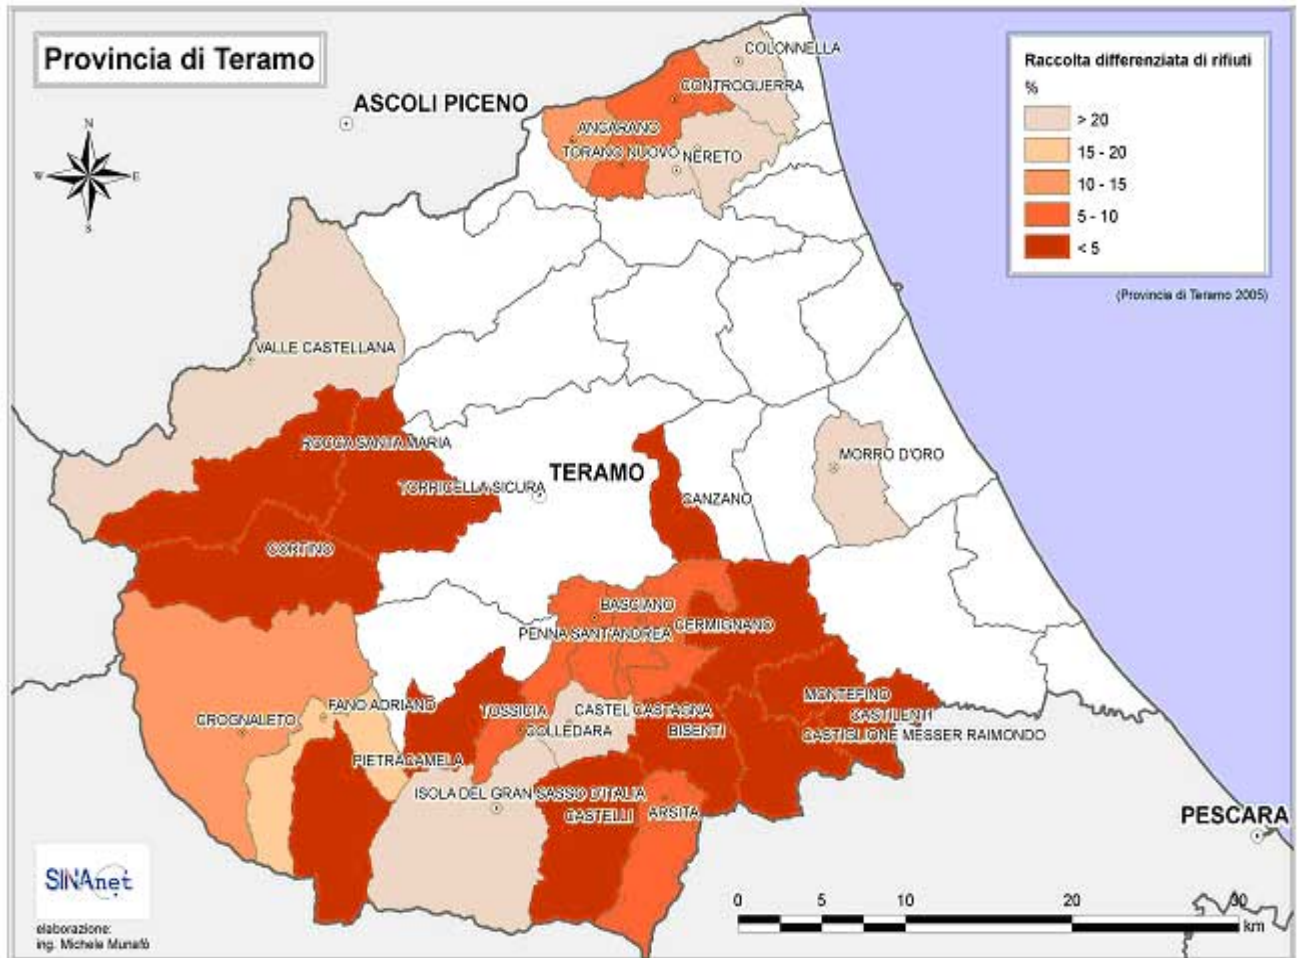 Provincia di Teramo
COLONNELLA
Raccolta differenziata di rifiuti
%
> 20
15 - 20
10 - 15
5 - 10
< 5
(Provincia di Teramo 2005)
CONTROGUERRA
ASCOLI PICENO
ANCARANO
TORANO NUOVO
NERETO
N
W
E
S
VALLE CASTELLANA
ROCCA SANTA MARIA
MORRO D'ORO
TERAMO
TORRICELLA SICURA
CANZANO
CORTINO
BASCIANO
PENNA SANT'ANDREA
CERMIGNANO
MONTEFINO
FANO ADRIANO
TOSSICIA
CASTEL CASTAGNA
CASTILENTI
CROGNALETO
COLLEDARA
BISENTI
CASTIGLIONE MESSER RAIMONDO
PIETRACAMELA
ISOLA DEL GRAN SASSO D'ITALIA
CASTELLI
ARSITA
PESCARA
SINAnet
elaborazione:
ing. Michele Munafò
0 5 10 20 30
km